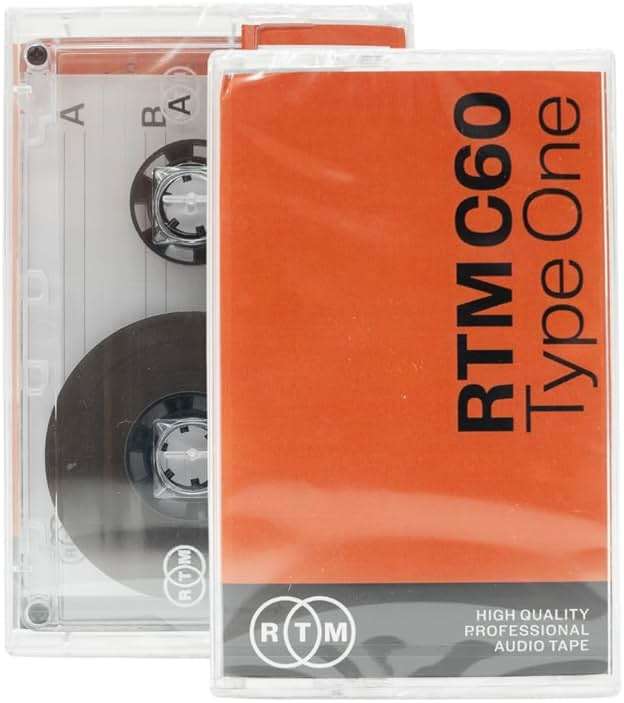 A
B
A
RTM
RTM C60
Type One
RTM
HIGH QUALITY
PROFESSIONAL
AUDIO TAPE